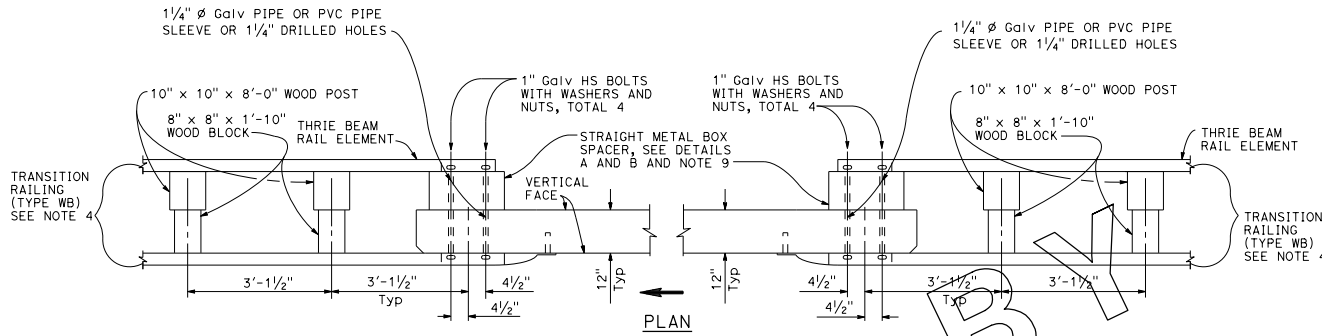 1¼" ø Galv PIPE OR PVC PIPE
SLEEVE OR 1¼" DRILLED HOLES
1" Galv HS BOLTS
WITH WASHERS AND
NUTS, TOTAL 4
10" x 10" x 8'-0" WOOD POST
8" x 8" x 1'-10"
WOOD BLOCK
THRIE BEAM
RAIL ELEMENT
STRAIGHT METAL BOX
SPACER, SEE DETAILS
A AND B AND NOTE 9
VERTICAL
FACE
TRANSITION
RAILING
(TYPE WB)
SEE NOTE 4
3'-1½"
3'-1½"
Typ
4½"
4½"
12"
Typ
1" Galv HS BOLTS
WITH WASHERS AND
NUTS, TOTAL 4
1¼" ø Galv PIPE OR PVC PIPE
SLEEVE OR 1¼" DRILLED HOLES
10" x 10" x 8'-0" WOOD POST
8" x 8" x 1'-10"
WOOD BLOCK
THRIE BEAM
RAIL ELEMENT
TRANSITION
RAILING
(TYPE WB)
SEE NOTE 4
12"
Typ
4½"
4½"
3'-1½"
Typ
3'-1½"
PLAN
BY